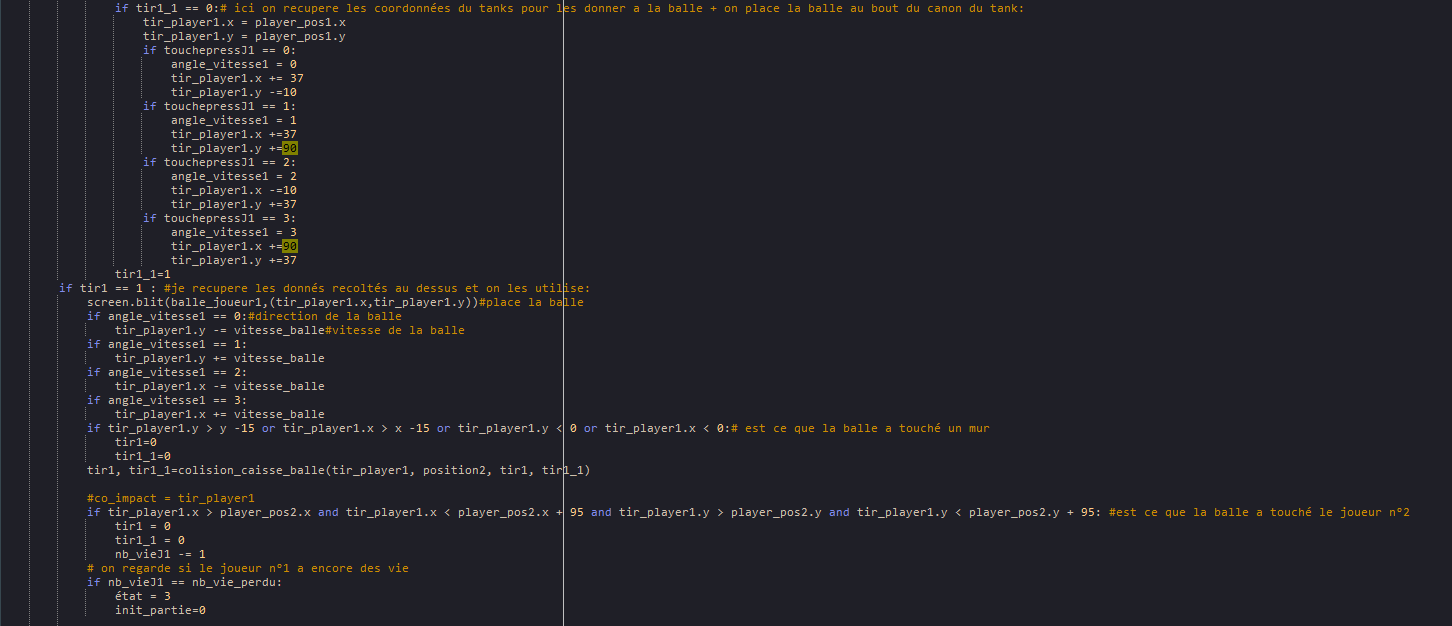 if tir1_1 == 0:# ici on recupere les coordonnées du tanks pour les donner a la balle + on place la balle au bout du canon du tank:
tir_player1.x = player_pos1.x
tir_player1.y = player_pos1.y
if touchepressJ1 == 0:
angle_vitesse1 = 0
tir_player1.x += 37
tir_player1.y -=10
if touchepressJ1 == 1:
angle_vitesse1 = 1
tir_player1.x +=37
tir_player1.y +=90
if touchepressJ1 == 2:
angle_vitesse1 = 2
tir_player1.x -=10
tir_player1.y +=37
if touchepressJ1 == 3:
angle_vitesse1 = 3
tir_player1.x +=90
tir_player1.y +=37
tir1_1=1
if tir1 == 1 : #je recupere les donnés recoltés au dessus et on les utilise:
screen.blit(balle_joueur1,(tir_player1.x,tir_player1.y))#place la balle
if angle_vitesse1 == 0:#direction de la balle
tir_player1.y -= vitesse_balle#vitesse de la balle
if angle_vitesse1 == 1:
tir_player1.y += vitesse_balle
if angle_vitesse1 == 2:
tir_player1.x -= vitesse_balle
if angle_vitesse1 == 3:
tir_player1.x += vitesse_balle
if tir_player1.y > y -15 or tir_player1.x > x -15 or tir_player1.y < 0 or tir_player1.x < 0:# est ce que la balle a touché un mur
tir1=0
tir1_1=0
tir1, tir1_1=colision_caisse_balle(tir_player1, position2, tir1, tir1_1)
#co_impact = tir_player1
if tir_player1.x > player_pos2.x and tir_player1.x < player_pos2.x + 95 and tir_player1.y > player_pos2.y and tir_player1.y < player_pos2.y + 95: #est ce que la balle a touché le joueur n°2
tir1 = 0
tir1_1 = 0
nb_vieJ1 -= 1
# on regarde si le joueur n°1 a encore des vie
if nb_vieJ1 == nb_vie_perdu:
état = 3
init_partie=0